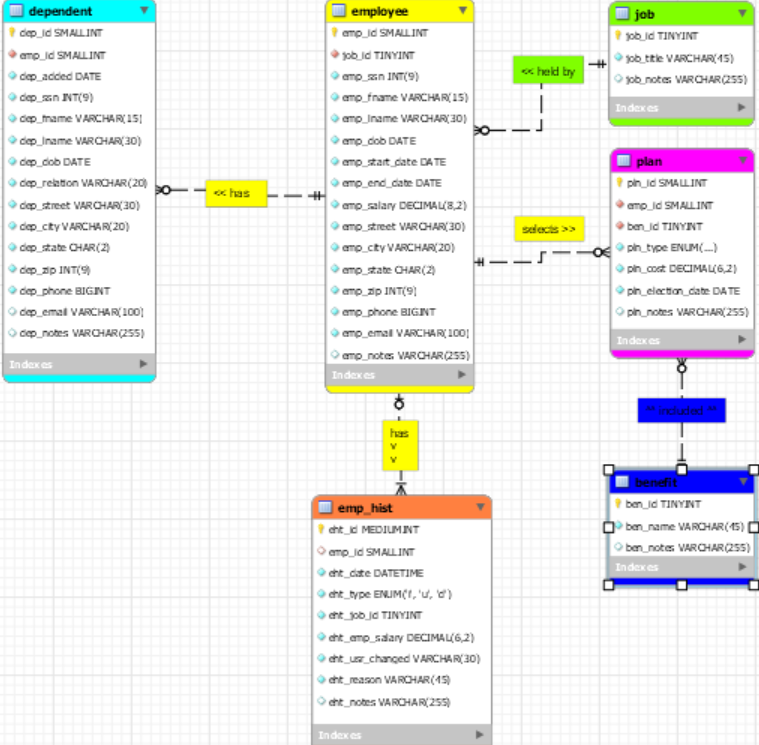 dependent
dep_id SMALLINT
emp_id SMALLINT
dep_added DATE
dep_ssn INT(9)
dep_fname VARCHAR(15)
dep_lname VARCHAR(30)
dep_dob DATE
dep_relation VARCHAR(20)
dep_street VARCHAR(30)
dep_city VARCHAR(20)
dep_state CHAR(2)
dep_zip INT(9)
dep_phone BIGINT
dep_email VARCHAR(100)
dep_notes VARCHAR(255)
Indexes
<< has
employee
emp_id SMALLINT
job_id TINYINT
emp_ssn INT(9)
emp_fname VARCHAR(15)
emp_lname VARCHAR(30)
emp_dob DATE
emp_start_date DATE
emp_end_date DATE
emp_salary DECIMAL(8,2)
emp_street VARCHAR(30)
emp_city VARCHAR(20)
emp_state CHAR(2)
emp_zip INT(9)
emp_phone BIGINT
emp_email VARCHAR(100)
emp_notes VARCHAR(255)
Indexes
<< held by
job
job_id TINYINT
job_title VARCHAR(45)
job_notes VARCHAR(255)
Indexes
selects >>
plan
pln_id SMALLINT
emp_id SMALLINT
ben_id TINYINT
pln_type ENUM(...)
pln_cost DECIMAL(6,2)
pln_election_date DATE
pln_notes VARCHAR(255)
Indexes
^^ included ^^
benefit
ben_id TINYINT
ben_name VARCHAR(45)
ben_notes VARCHAR(255)
Indexes
has
v
v
emp_hist
eht_id MEDIUMINT
emp_id SMALLINT
eht_date DATETIME
eht_type ENUM('i', 'u', 'd')
eht_job_id TINYINT
eht_emp_salary DECIMAL(6,2)
eht_usr_changed VARCHAR(30)
eht_reason VARCHAR(45)
eht_notes VARCHAR(255)
Indexes